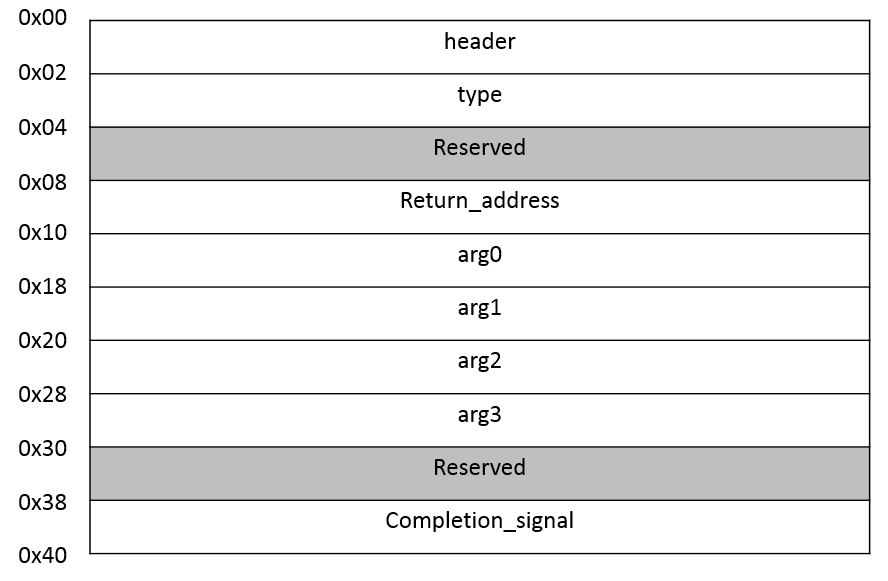 0x00
header
0x02
type
0x04
Reserved
0x08
Return_address
0x10
arg0
0x18
arg1
0x20
arg2
0x28
arg3
0x30
Reserved
0x38
Completion_signal
0x40